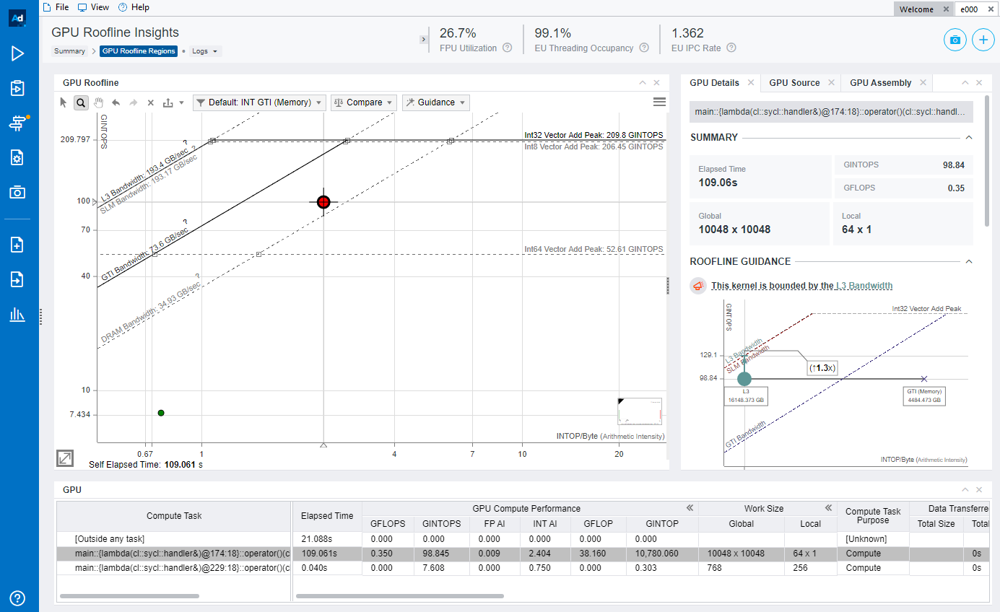 Ad
File View Help
Welcome
e000
GPU Roofline Insights
Summary
GPU Roofline Regions
Logs
26.7%
FPU Utilization
99.1%
EU Threading Occupancy
1.362
EU IPC Rate
GPU Roofline
Default: INT GTI (Memory)
Compare
Guidance
GINTOPS
209.797
100
70
40
10
7.434
L3 Bandwidth: 193.4 GB/sec
?
SLM Bandwidth: 193.17 GB/sec
?
GTI Bandwidth: 73.6 GB/sec
?
DRAM Bandwidth: 34.93 GB/sec
?
Int32 Vector Add Peak: 209.8 GINTOPS
Int8 Vector Add Peak: 206.45 GINTOPS
Int64 Vector Add Peak: 52.61 GINTOPS
INTOP/Byte (Arithmetic Intensity)
0.67 1 4 7 10 20
Self Elapsed Time: 109.061 s
GPU Details
GPU Source
GPU Assembly
main::{lambda(cl::sycl::handler&)@174:18}::operator()(cl::sycl::handl...
SUMMARY
Elapsed Time
109.06s
GINTOPS 98.84
GFLOPS 0.35
Global
10048 x 10048
Local
64 x 1
ROOFLINE GUIDANCE
This kernel is bounded by the L3 Bandwidth
GINTOPS
Int32 Vector Add Peak
129.1
98.84
L3 Bandwidth
SLM Bandwidth
(↑1.3x)
L3
16148.373 GB
GTI (Memory)
4484.473 GB
GTI Bandwidth
INTOP/Byte (Arithmetic Intensity)
GPU
Compute Task
Elapsed Time
GPU Compute Performance
Work Size
Compute Task
Purpose
Data Transferre
GFLOPS GINTOPS FP AI INT AI GFLOP GINTOP Global Local Total Size Total
[Outside any task] 21.088s 0.000 0.000 0.000 0.000 0.000 0.000 [Unknown]
main::{lambda(cl::sycl::handler&)@174:18}::operator()(c 109.061s 0.350 98.845 0.009 2.404 38.160 10,780.060 10048 x 10048 64 x 1 Compute 0s
main::{lambda(cl::sycl::handler&)@229:18}::operator()(c 0.040s 0.000 7.608 0.000 0.750 0.000 0.303 768 256 Compute 0s